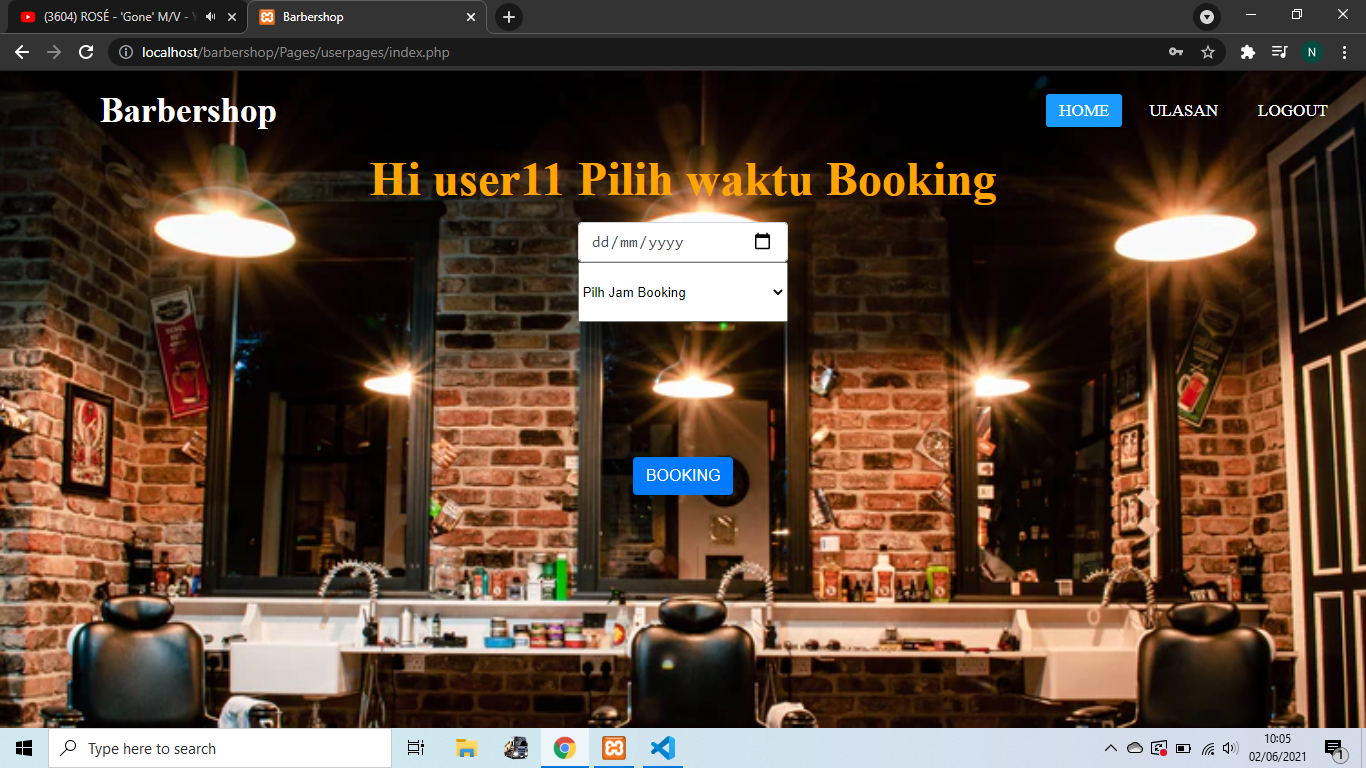 (3604) ROSÉ - 'Gone' M/V - Y
Barbershop
localhost/barbershop/Pages/userpages/index.php
N
Barbershop
HOME
ULASAN
LOGOUT
Hi user11 Pilih waktu Booking
dd/mm/yyyy
Pilh Jam Booking
BOOKING
Type here to search
10:05
02/06/2021
1